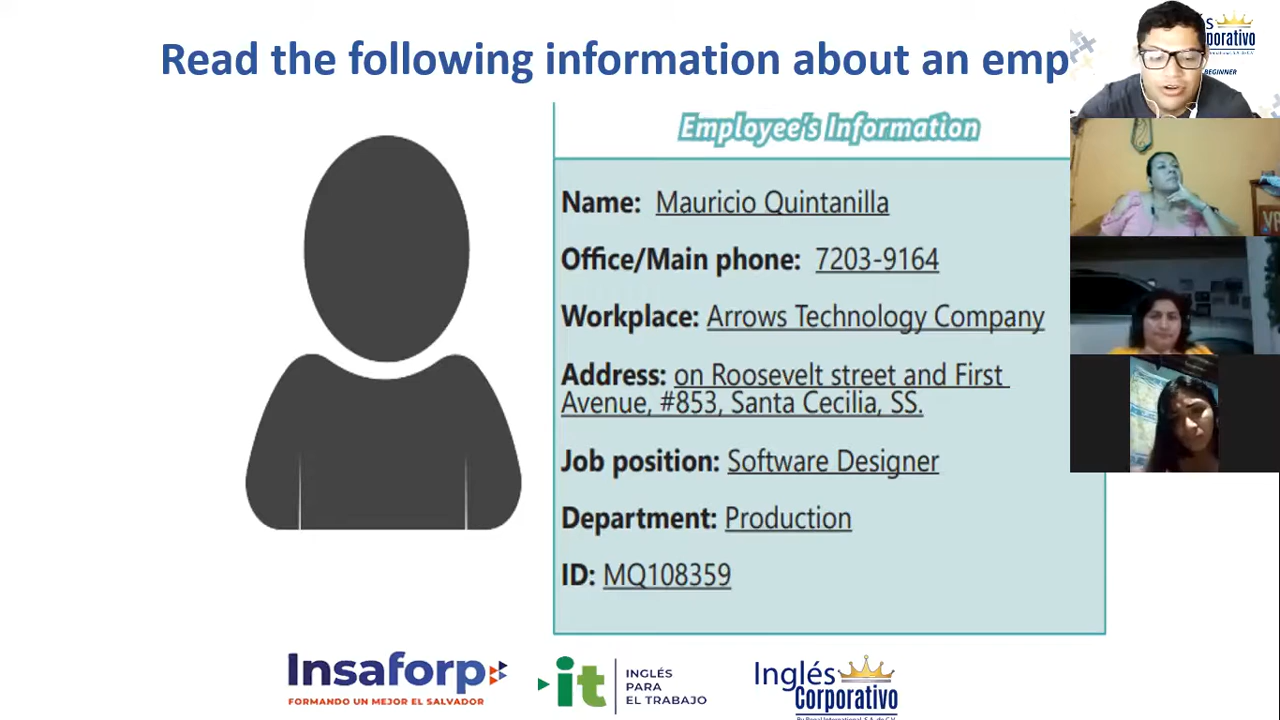 Read the following information about an emp
Corporativo
BEGINNER
Employee's Information
Name: Mauricio Quintanilla
Office/Main phone: 7203-9164
Workplace: Arrows Technology Company
Address: on Roosevelt street and First
Avenue, #853, Santa Cecilia, SS.
Job position: Software Designer
Department: Production
ID: MQ108359
Insaforp
FORMANDO UN MEJOR EL SALVADOR
it
INGLÉS
PARA
EL TRABAJO
Inglés
Corporativo